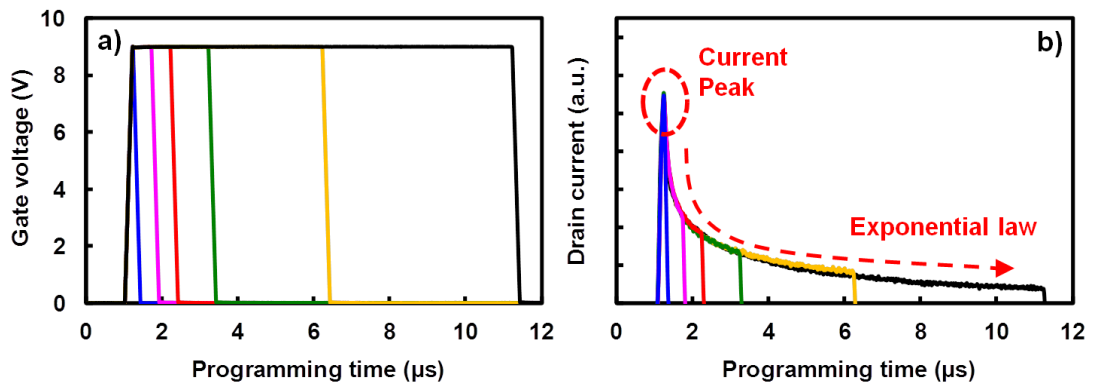 a)
Gate voltage (V)
10
8
6
4
2
0
0 2 4 6 8 10 12
Programming time (µs)
b)
Current
Peak
Exponential law
Drain current (a.u.)
0 2 4 6 8 10 12
Programming time (µs)